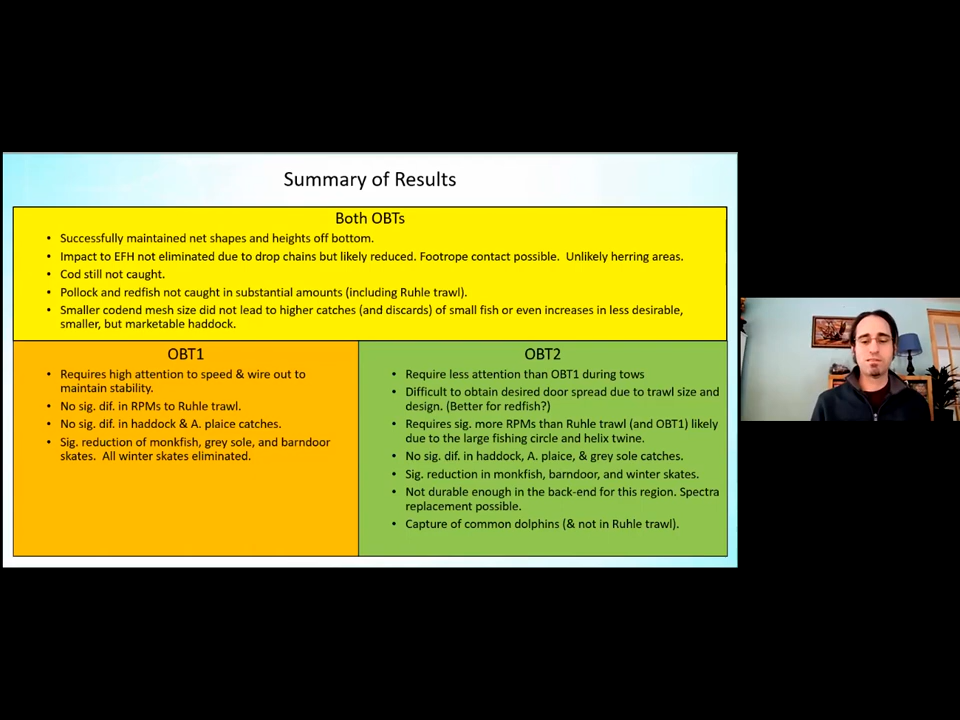 Summary of Results
Both OBTs
• Successfully maintained net shapes and heights off bottom.
• Impact to EFH not eliminated due to drop chains but likely reduced. Footrope contact possible. Unlikely herring areas.
• Cod still not caught.
• Pollock and redfish not caught in substantial amounts (including Ruhle trawl).
• Smaller codend mesh size did not lead to higher catches (and discards) of small fish or even increases in less desirable,
smaller, but marketable haddock.
OBT1
• Requires high attention to speed & wire out to
maintain stability.
• No sig. dif. in RPMs to Ruhle trawl.
• No sig. dif. in haddock & A. plaice catches.
• Sig. reduction of monkfish, grey sole, and barndoor
skates. All winter skates eliminated.
OBT2
• Require less attention than OBT1 during tows
• Difficult to obtain desired door spread due to trawl size and
design. (Better for redfish?)
• Requires sig. more RPMs than Ruhle trawl (and OBT1) likely
due to the large fishing circle and helix twine.
• No sig. dif. in haddock, A. plaice, & grey sole catches.
• Sig. reduction in monkfish, barndoor, and winter skates.
• Not durable enough in the back-end for this region. Spectra
replacement possible.
• Capture of common dolphins (& not in Ruhle trawl).